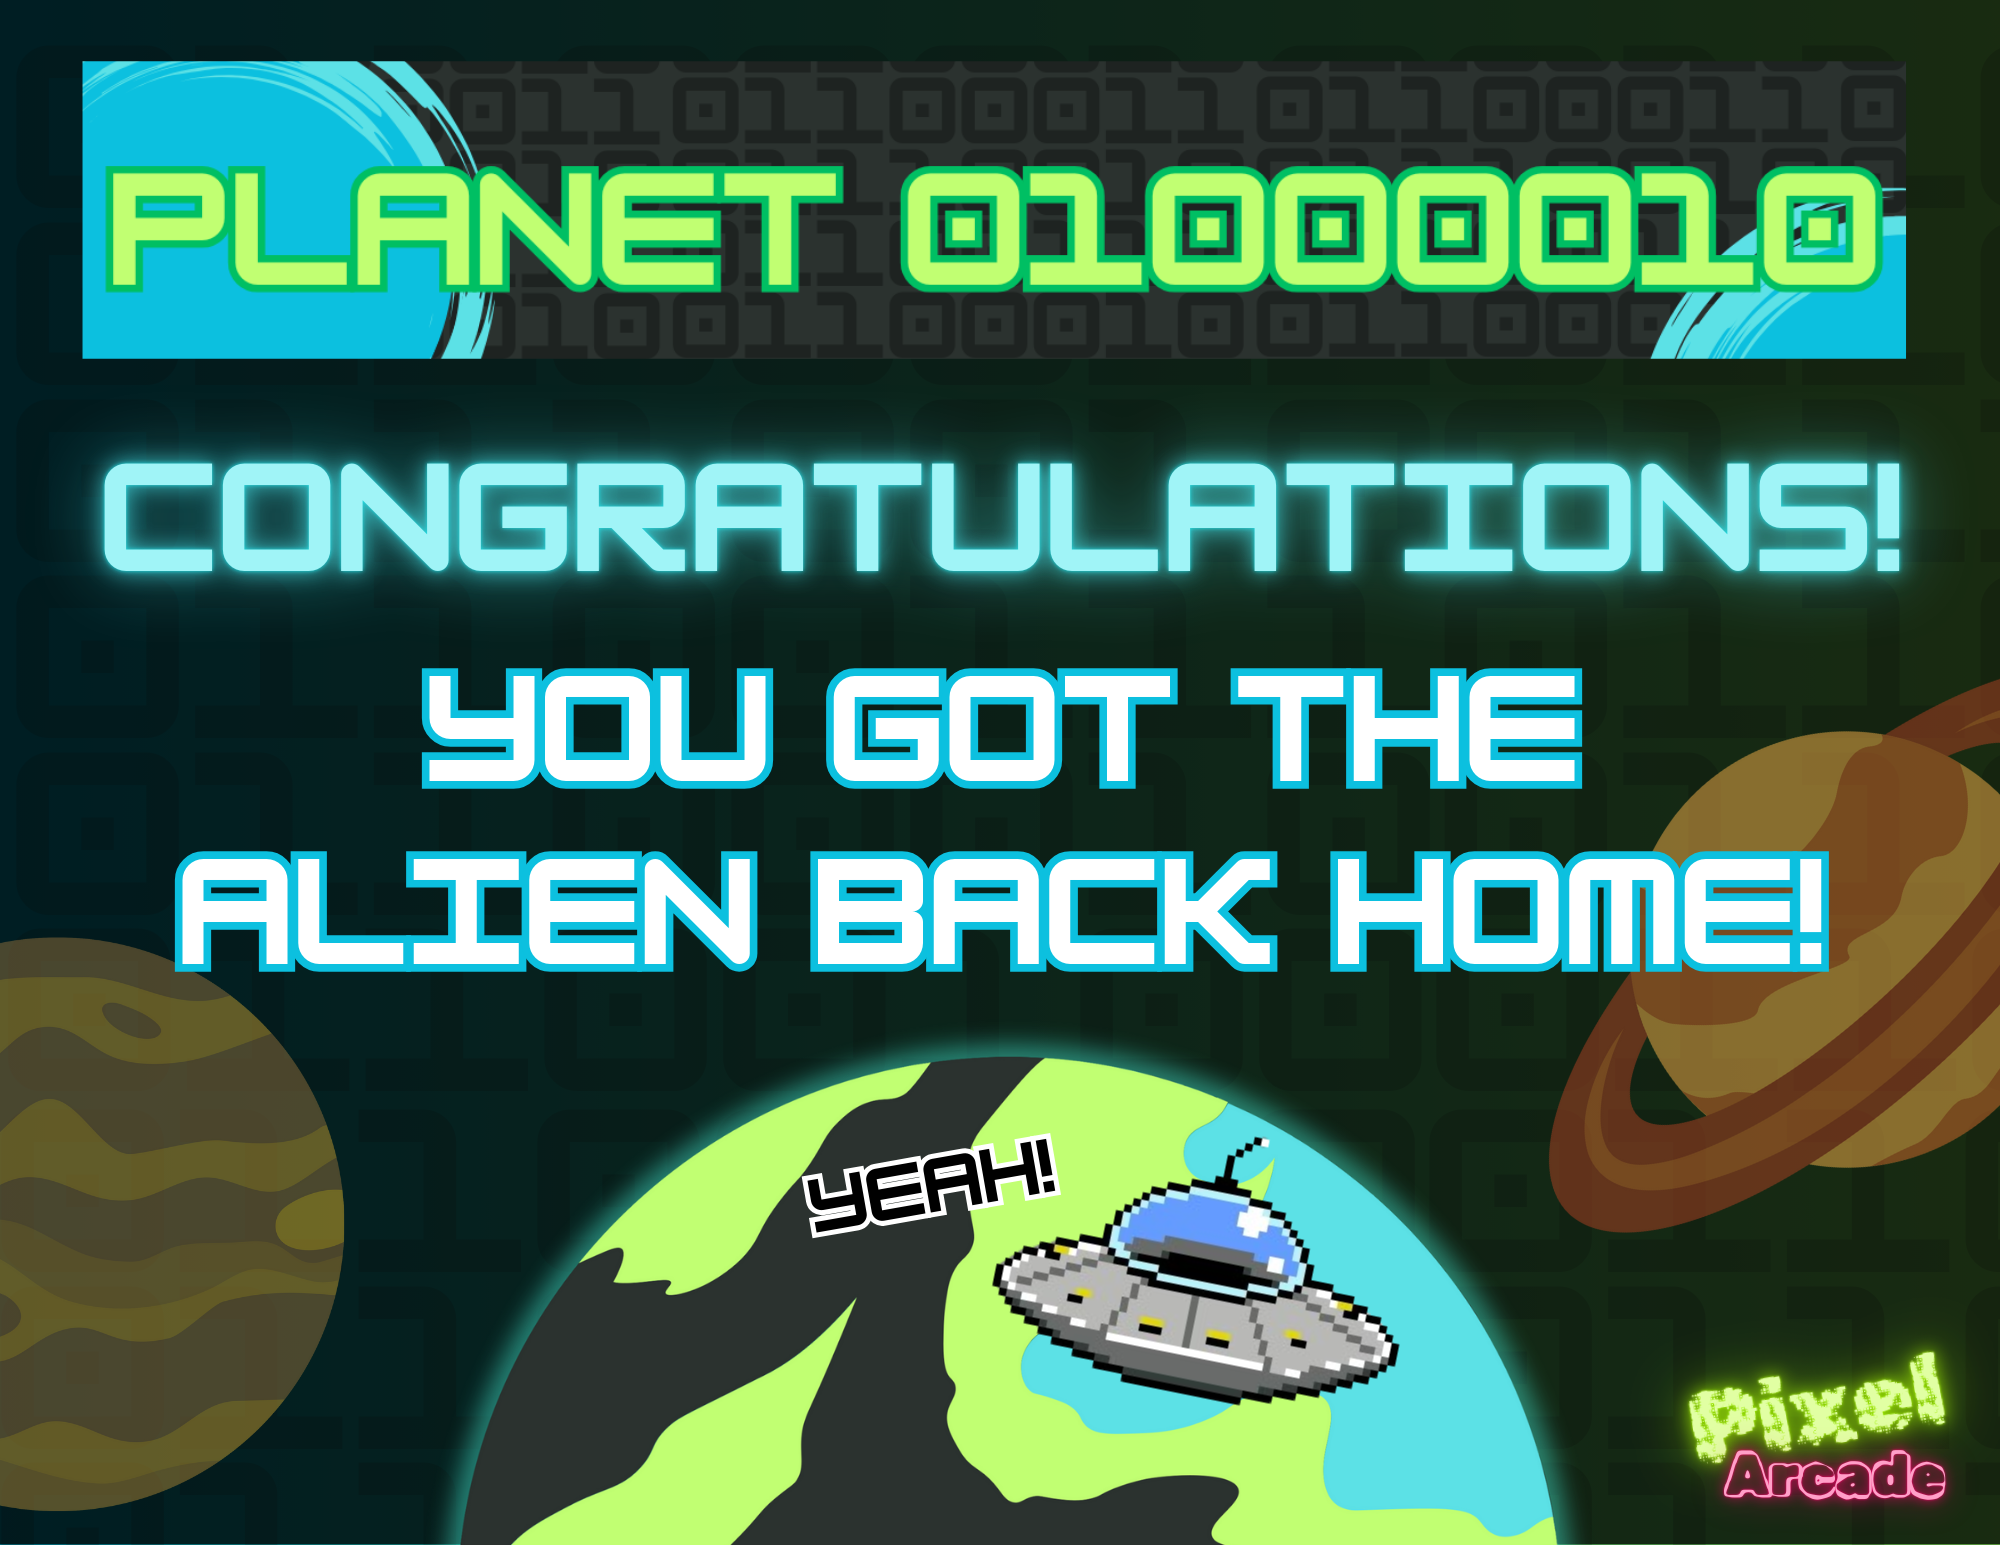 PLANET 01000010
CONGRATULATIONS!
YOU GOT THE
ALIEN BACK HOME!
YEAH!
pixel
Arcade